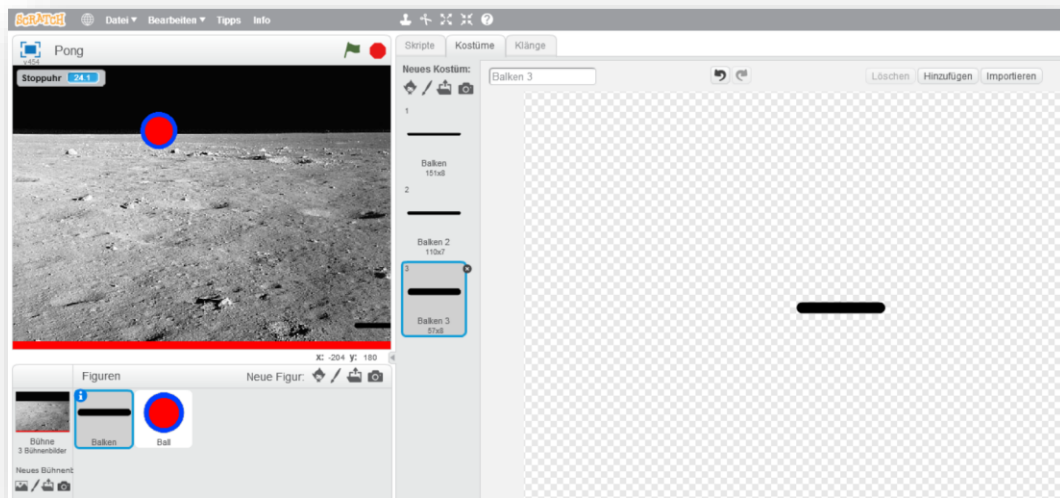 SCRATCH Datei Bearbeiten Tipps Info
Pong
v454
Stoppuhr 24.1
X: -204 y: 180
Figuren Neue Figur:
Bühne
3 Bühnenbilder
Balken
Ball
Neues Bühnent
Skripte Kostüme Klänge
Neues Kostüm:
1
Balken
151x8
2
Balken 2
110x7
3
Balken 3
57x8
Balken 3
Löschen Hinzufügen Importieren